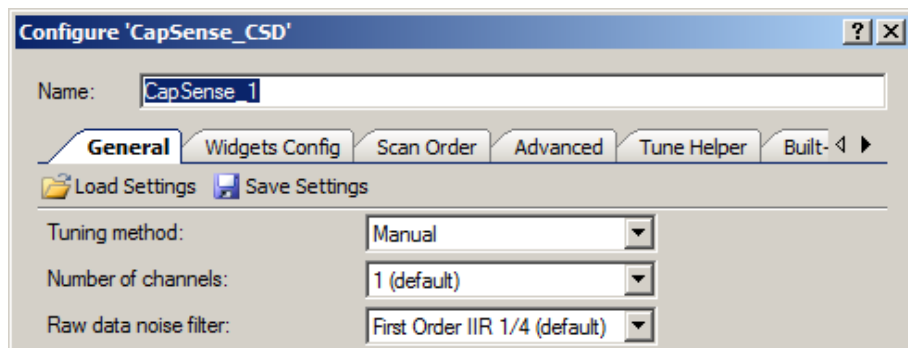 Configure 'CapSense_CSD'
Name: CapSense_1
General Widgets Config Scan Order Advanced Tune Helper Built-
Load Settings Save Settings
Tuning method: Manual
Number of channels: 1 (default)
Raw data noise filter: First Order IIR 1/4 (default)